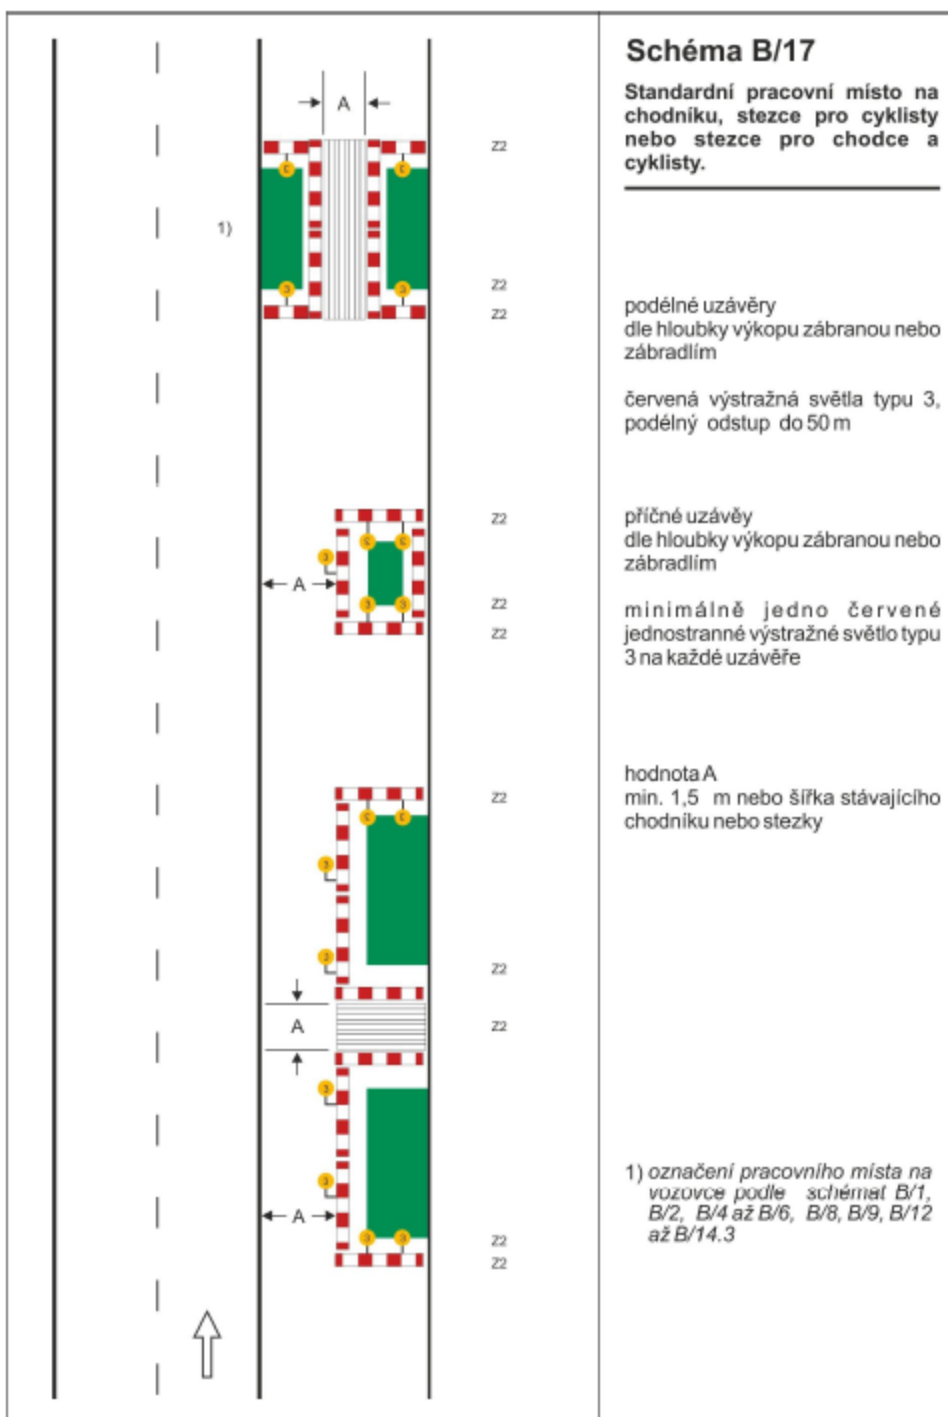 Schéma B/17
Standardní pracovní místo na
chodníku, stezce pro cyklisty
nebo stezce pro chodce a
cyklisty.
A
Z2
1)
Z2
Z2
podélné uzávěry
dle hloubky výkopu zábranou nebo
zábradlím
červená výstražná světla typu 3,
podélný odstup do 50 m
Z2
A
Z2
Z2
příčné uzávěy
dle hloubky výkopu zábranou nebo
zábradlím
minimálně jedno červené
jednostranné výstražné světlo typu
3 na každé uzávěře
Z2
hodnota A
min. 1,5 m nebo šířka stávajícího
chodníku nebo stezky
Z2
A
Z2
A
Z2
Z2
1) označení pracovního místa na
vozovce podle schémat B/1,
B/2, B/4 až B/6, B/8, B/9, B/12
až B/14.3